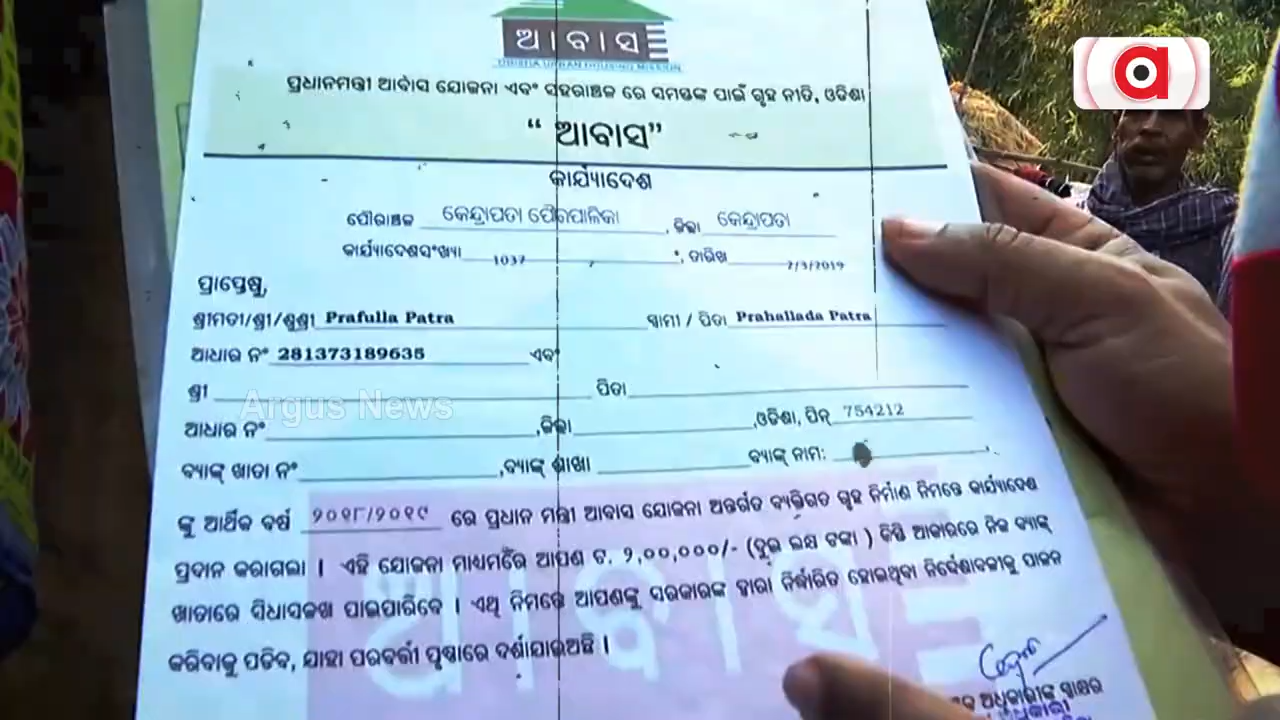 ଆବାସ
ODISHA URBAN HOUSING MISSION
ପ୍ରଧାନମନ୍ତ୍ରୀ ଆବାସ ଯୋଜନା ଏବଂ ସହରାଞ୍ଚଳ ରେ ସମସ୍ତଙ୍କ ପାଇଁ ଗୃହ ନୀତି, ଓଡିଶା
“ ଆବାସ”
କାର୍ଯ୍ୟାଦେଶ
ପୌରାଞ୍ଚଳ କେନ୍ଦ୍ରାପଡା ପୌରପାଳିକା , ଜିଲ୍ଲା କେନ୍ଦ୍ରାପଡା
କାର୍ଯ୍ୟାଦେଶସଂଖ୍ୟା 1037 , ତାରିଖ 7/3/2019
ପ୍ରାପ୍ତେଷୁ,
ଶ୍ରୀମତୀ/ଶ୍ରୀ/ଶୁଶ୍ରୀ Prafulla Patra ସ୍ୱାମୀ / ପିତା Prahallada Patra
ଆଧାର ନଂ 281373189635 ଏବଂ
ଶ୍ରୀ ପିତା
Argus News
ଆଧାର ନଂ ,ଜିଲ୍ଲା ,ଓଡିଶା, ପିନ୍ 754212
ବ୍ୟାଙ୍କ୍ ଖାତା ନଂ ,ବ୍ୟାଙ୍କ୍ ଶାଖା ବ୍ୟାଙ୍କ୍ ନାମ: ,
ଙ୍କୁ ଆର୍ଥିକ ବର୍ଷ ୨୦୧୮/୨୦୧୯ ରେ ପ୍ରଧାନ ମନ୍ତ୍ରୀ ଆବାସ ଯୋଜନା ଅନ୍ତର୍ଗତ ବ୍ୟକ୍ତିଗତ ଗୃହ ନିର୍ମାଣ ନିମନ୍ତେ କାର୍ଯ୍ୟାଦେଶ
ପ୍ରଦାନ କରାଗଲା । ଏହି ଯୋଜନା ମାଧ୍ୟମରେ ଆପଣ ଟ. ୨,୦୦,୦୦୦/- (ଦୁଇ ଲକ୍ଷ ଟଙ୍କା ) କିସ୍ତି ଆକାରରେ ନିଜ ବ୍ୟାଙ୍କ୍
ଖାତାରେ ସିଧାସଳଖ ପାଇପାରିବେ । ଏଥି ନିମନ୍ତେ ଆପଣଙ୍କୁ ସରକାରଙ୍କ ଦ୍ୱାରା ନିର୍ଦ୍ଧାରିତ ହୋଇଥିବା ନିର୍ଦ୍ଦେଶାବଳୀକୁ ପାଳନ
କରିବାକୁ ପଡିବ, ଯାହା ପରବର୍ତ୍ତୀ ପୃଷ୍ଠାରେ ଦର୍ଶାଯାଇଅଛି ।
ଆବାସ
ଅଧିକାରୀଙ୍କ ସ୍ୱାକ୍ଷର